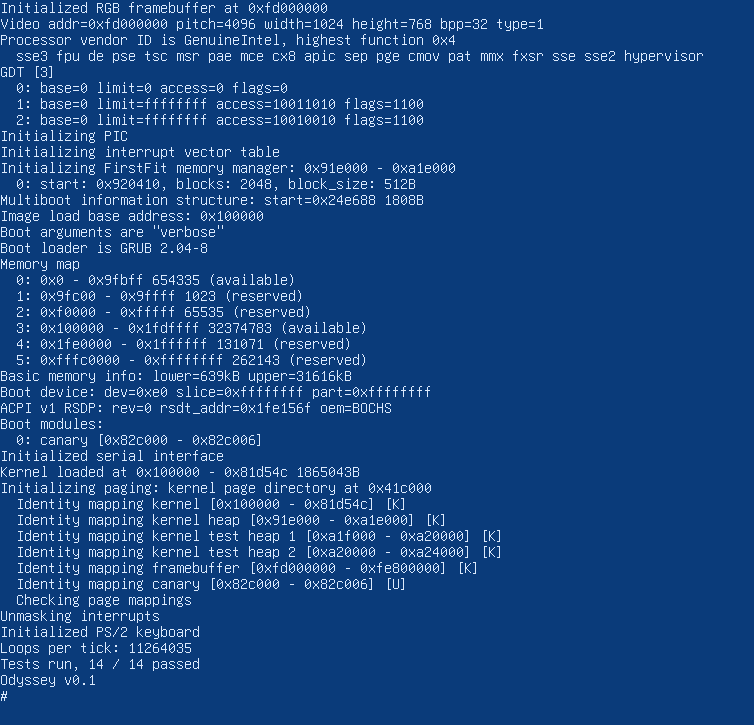 Initialized RGB framebuffer at 0xfd000000
Video addr=0xfd000000 pitch=4096 width=1024 height=768 bpp=32 type=1
Processor vendor ID is GenuineIntel, highest function 0x4
  sse3 fpu de pse tsc msr pae mce cx8 apic sep pge cmov pat mmx fxsr sse sse2 hypervisor
GDT [3]
  0: base=0 limit=0 access=0 flags=0
  1: base=0 limit=ffffffff access=10011010 flags=1100
  2: base=0 limit=ffffffff access=10010010 flags=1100
Initializing PIC
Initializing interrupt vector table
Initializing FirstFit memory manager: 0x91e000 - 0xa1e000
  0: start: 0x920410, blocks: 2048, block_size: 512B
Multiboot information structure: start=0x24e688 1808B
Image load base address: 0x100000
Boot arguments are "verbose"
Boot loader is GRUB 2.04-8
Memory map
  0: 0x0 - 0x9fbff 654335 (available)
  1: 0x9fc00 - 0x9ffff 1023 (reserved)
  2: 0xf0000 - 0xfffff 65535 (reserved)
  3: 0x100000 - 0x1fdffff 32374783 (available)
  4: 0x1fe0000 - 0x1ffffff 131071 (reserved)
  5: 0xfffc0000 - 0xffffffff 262143 (reserved)
Basic memory info: lower=639kB upper=31616kB
Boot device: dev=0xe0 slice=0xffffffff part=0xffffffff
ACPI v1 RSDP: rev=0 rsdt_addr=0x1fe156f oem=BOCHS
Boot modules:
  0: canary [0x82c000 - 0x82c006]
Initialized serial interface
Kernel loaded at 0x100000 - 0x81d54c 1865043B
Initializing paging: kernel page directory at 0x41c000
  Identity mapping kernel [0x100000 - 0x81d54c] [K]
  Identity mapping kernel heap [0x91e000 - 0xa1e000] [K]
  Identity mapping kernel test heap 1 [0xa1f000 - 0xa20000] [K]
  Identity mapping kernel test heap 2 [0xa20000 - 0xa24000] [K]
  Identity mapping framebuffer [0xfd000000 - 0xfe800000] [K]
  Identity mapping canary [0x82c000 - 0x82c006] [U]
  Checking page mappings
Unmasking interrupts
Initialized PS/2 keyboard
Loops per tick: 11264035
Tests run, 14 / 14 passed
Odyssey v0.1
#